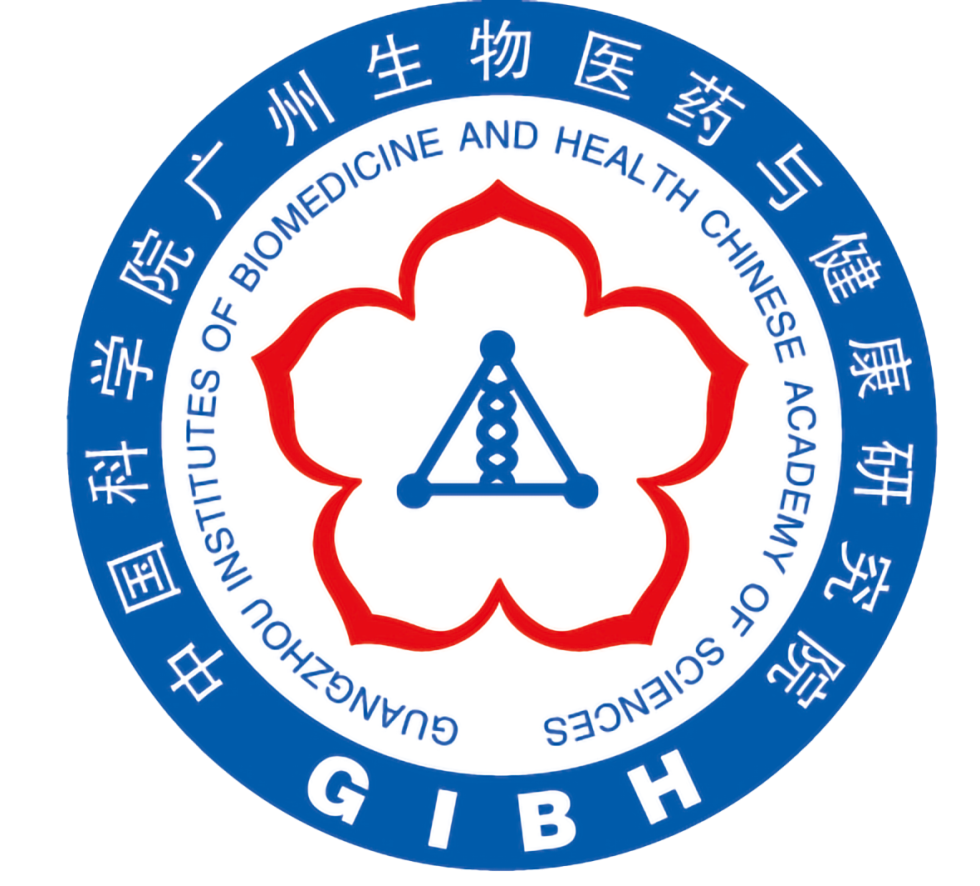 中国科学院广州生物医药与健康研究院
GUANGZHOU INSTITUTES OF BIOMEDICINE AND HEALTH CHINESE ACADEMY OF SCIENCES
GIBH